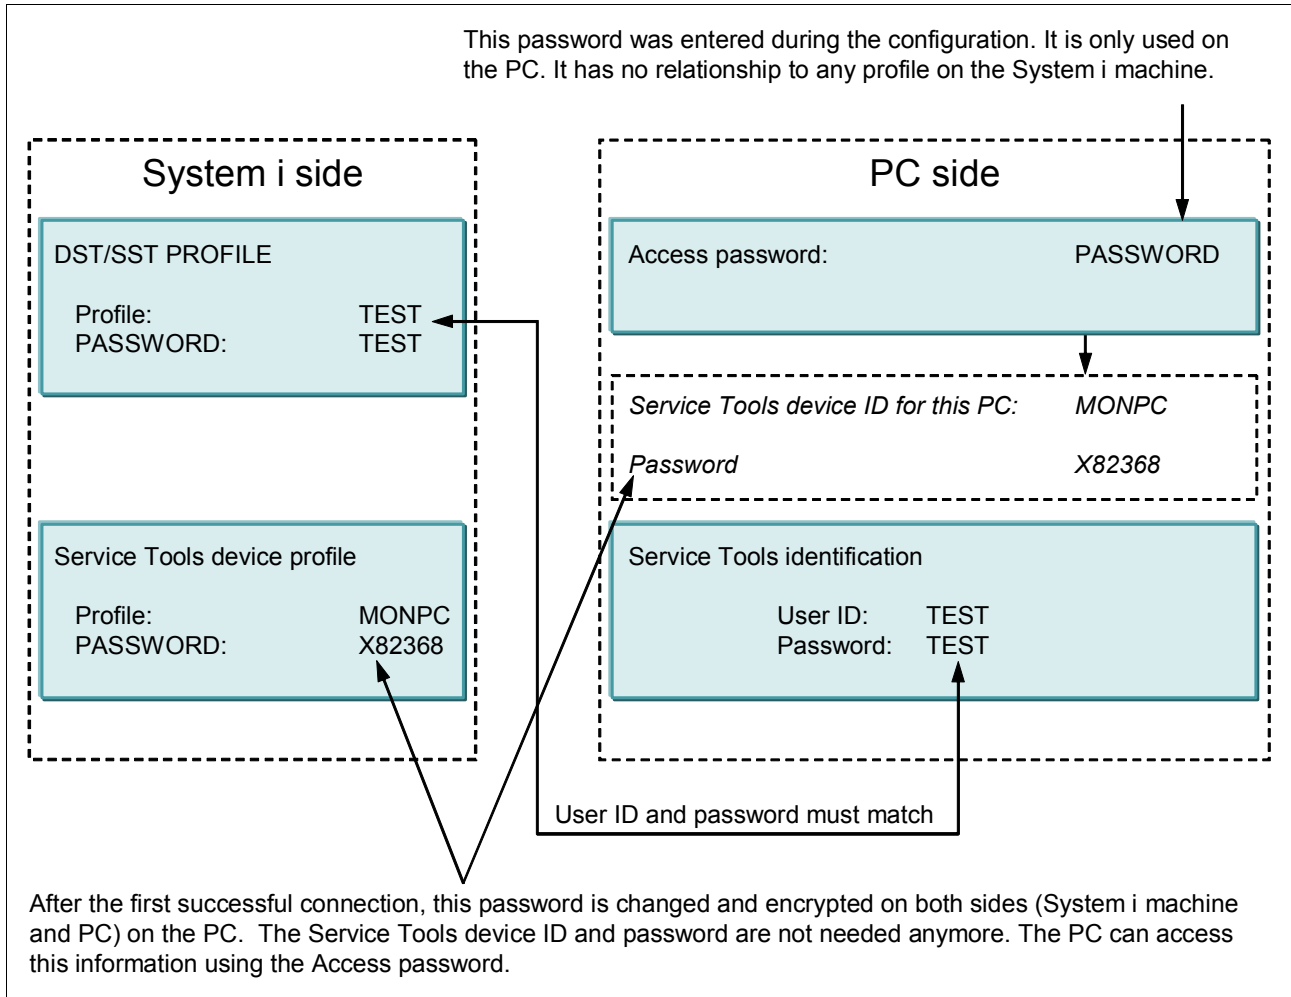 This password was entered during the configuration. It is only used on
the PC. It has no relationship to any profile on the System i machine.
System i side
DST/SST PROFILE
Profile: TEST
PASSWORD: TEST
Service Tools device profile
Profile: MONPC
PASSWORD: X82368
PC side
Access password: PASSWORD
Service Tools device ID for this PC: MONPC
Password X82368
Service Tools identification
User ID: TEST
Password: TEST
User ID and password must match
After the first successful connection, this password is changed and encrypted on both sides (System i machine
and PC) on the PC.  The Service Tools device ID and password are not needed anymore. The PC can access
this information using the Access password.